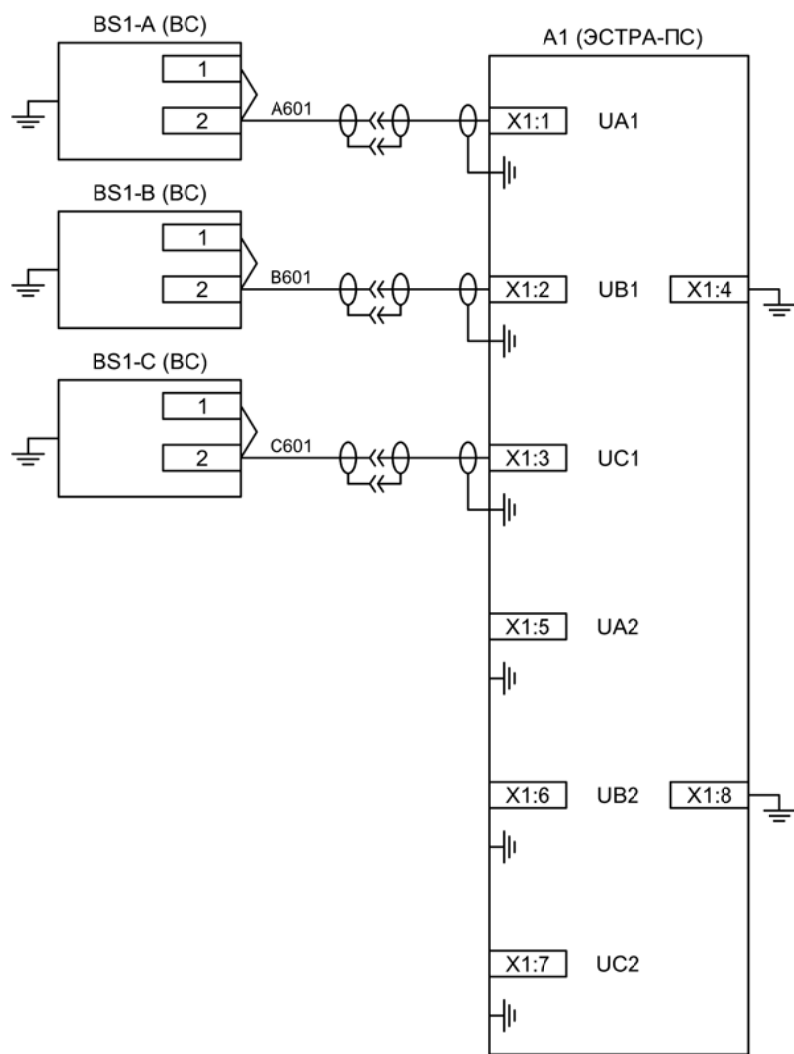 BS1-A (ВС)
A1 (ЭСТРА-ПС)
1
2
A601
X1:1 UA1
BS1-B (ВС)
1
2
B601
X1:2 UB1 X1:4
BS1-C (ВС)
1
2
C601
X1:3 UC1
X1:5 UA2
X1:6 UB2 X1:8
X1:7 UC2